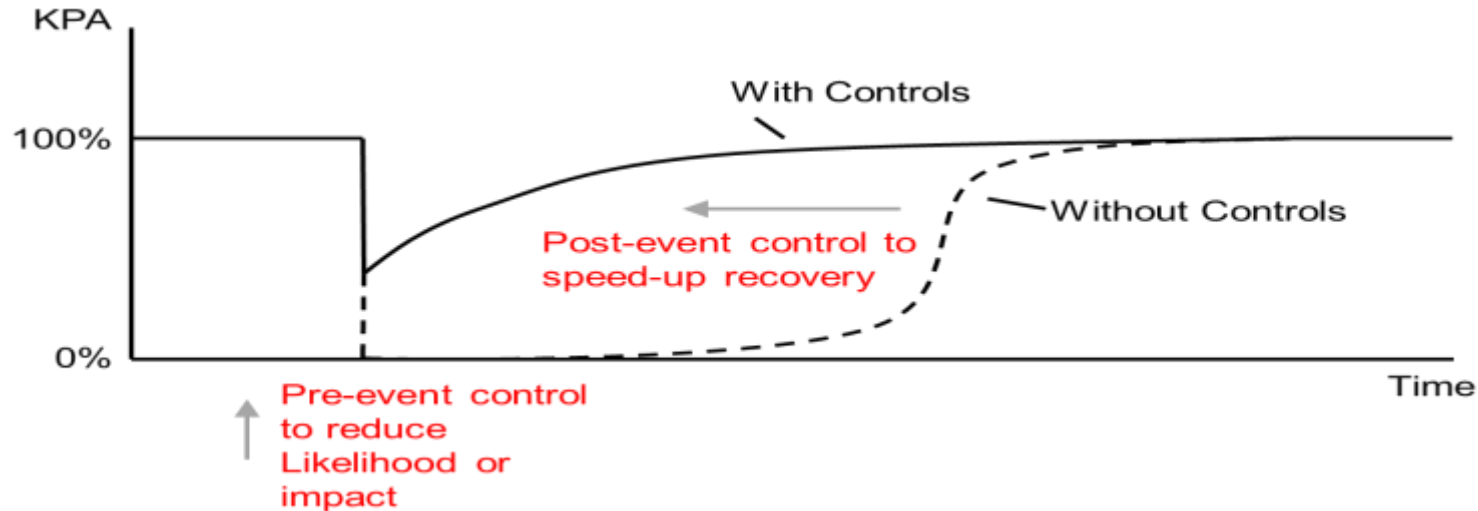 KPA
With Controls
100%
Without Controls
Post-event control to
speed-up recovery
0%
Time
Pre-event control
to reduce
Likelihood or
impact